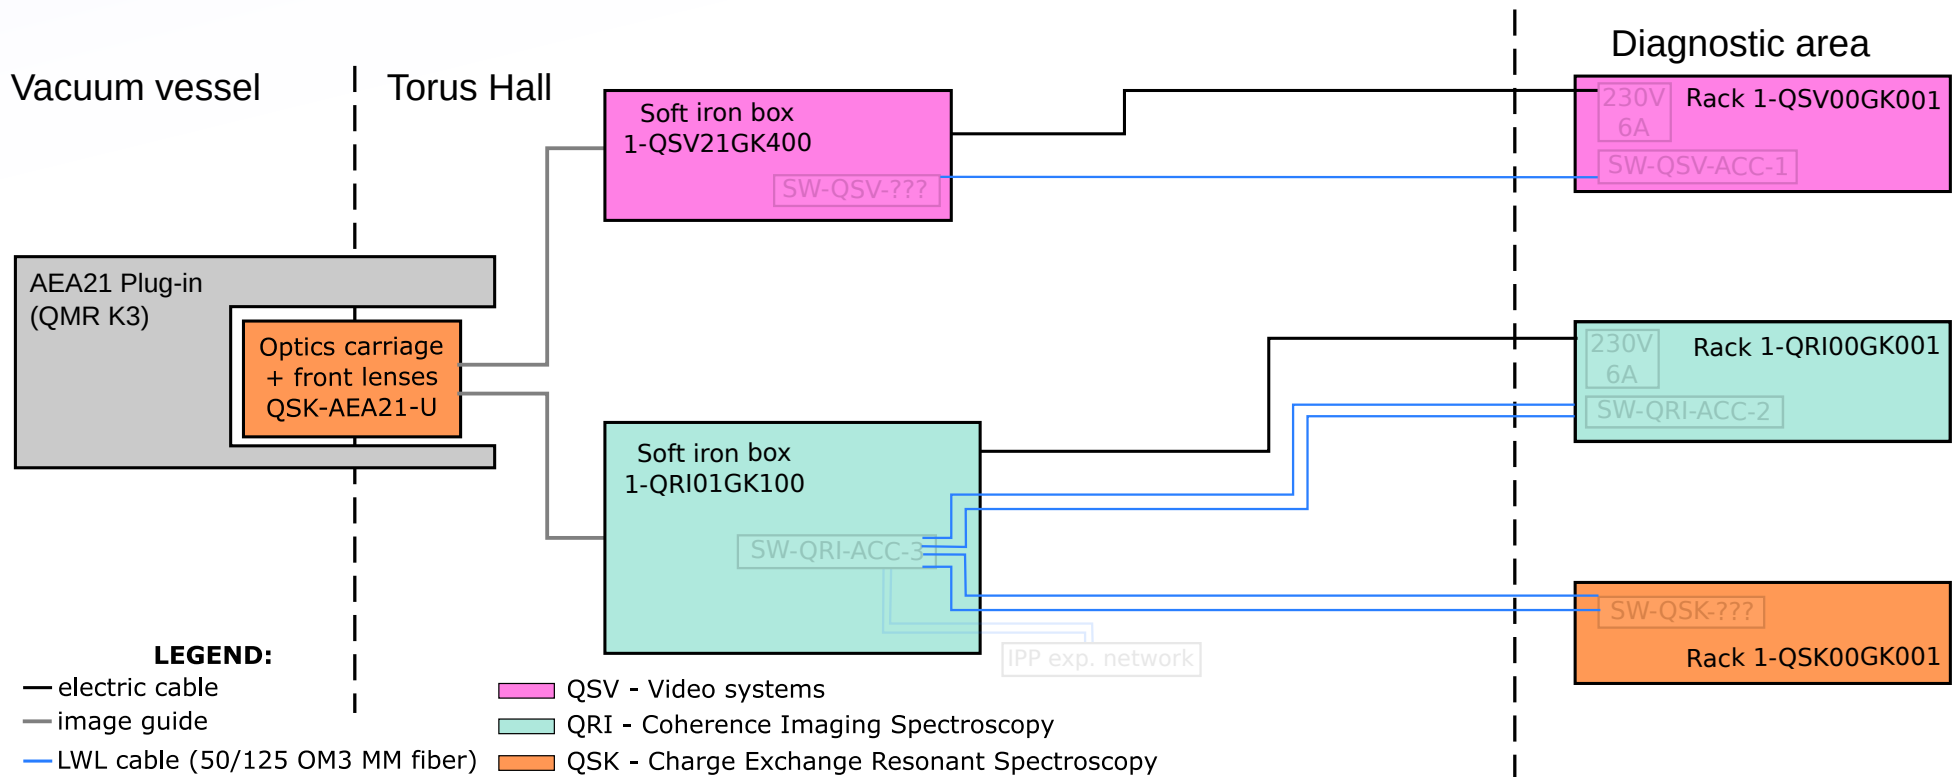 Vacuum vessel
Torus Hall
Diagnostic area
Soft iron box
1-QSV21GK400
SW-QSV-???
230V
6A
Rack 1-QSV00GK001
SW-QSV-ACC-1
AEA21 Plug-in
(QMR K3)
Optics carriage
+ front lenses
QSK-AEA21-U
Soft iron box
1-QRI01GK100
SW-QRI-ACC-3
230V
6A
Rack 1-QRI00GK001
SW-QRI-ACC-2
IPP exp. network
SW-QSK-???
Rack 1-QSK00GK001
LEGEND:
electric cable
image guide
LWL cable (50/125 OM3 MM fiber)
QSV - Video systems
QRI - Coherence Imaging Spectroscopy
QSK - Charge Exchange Resonant Spectroscopy